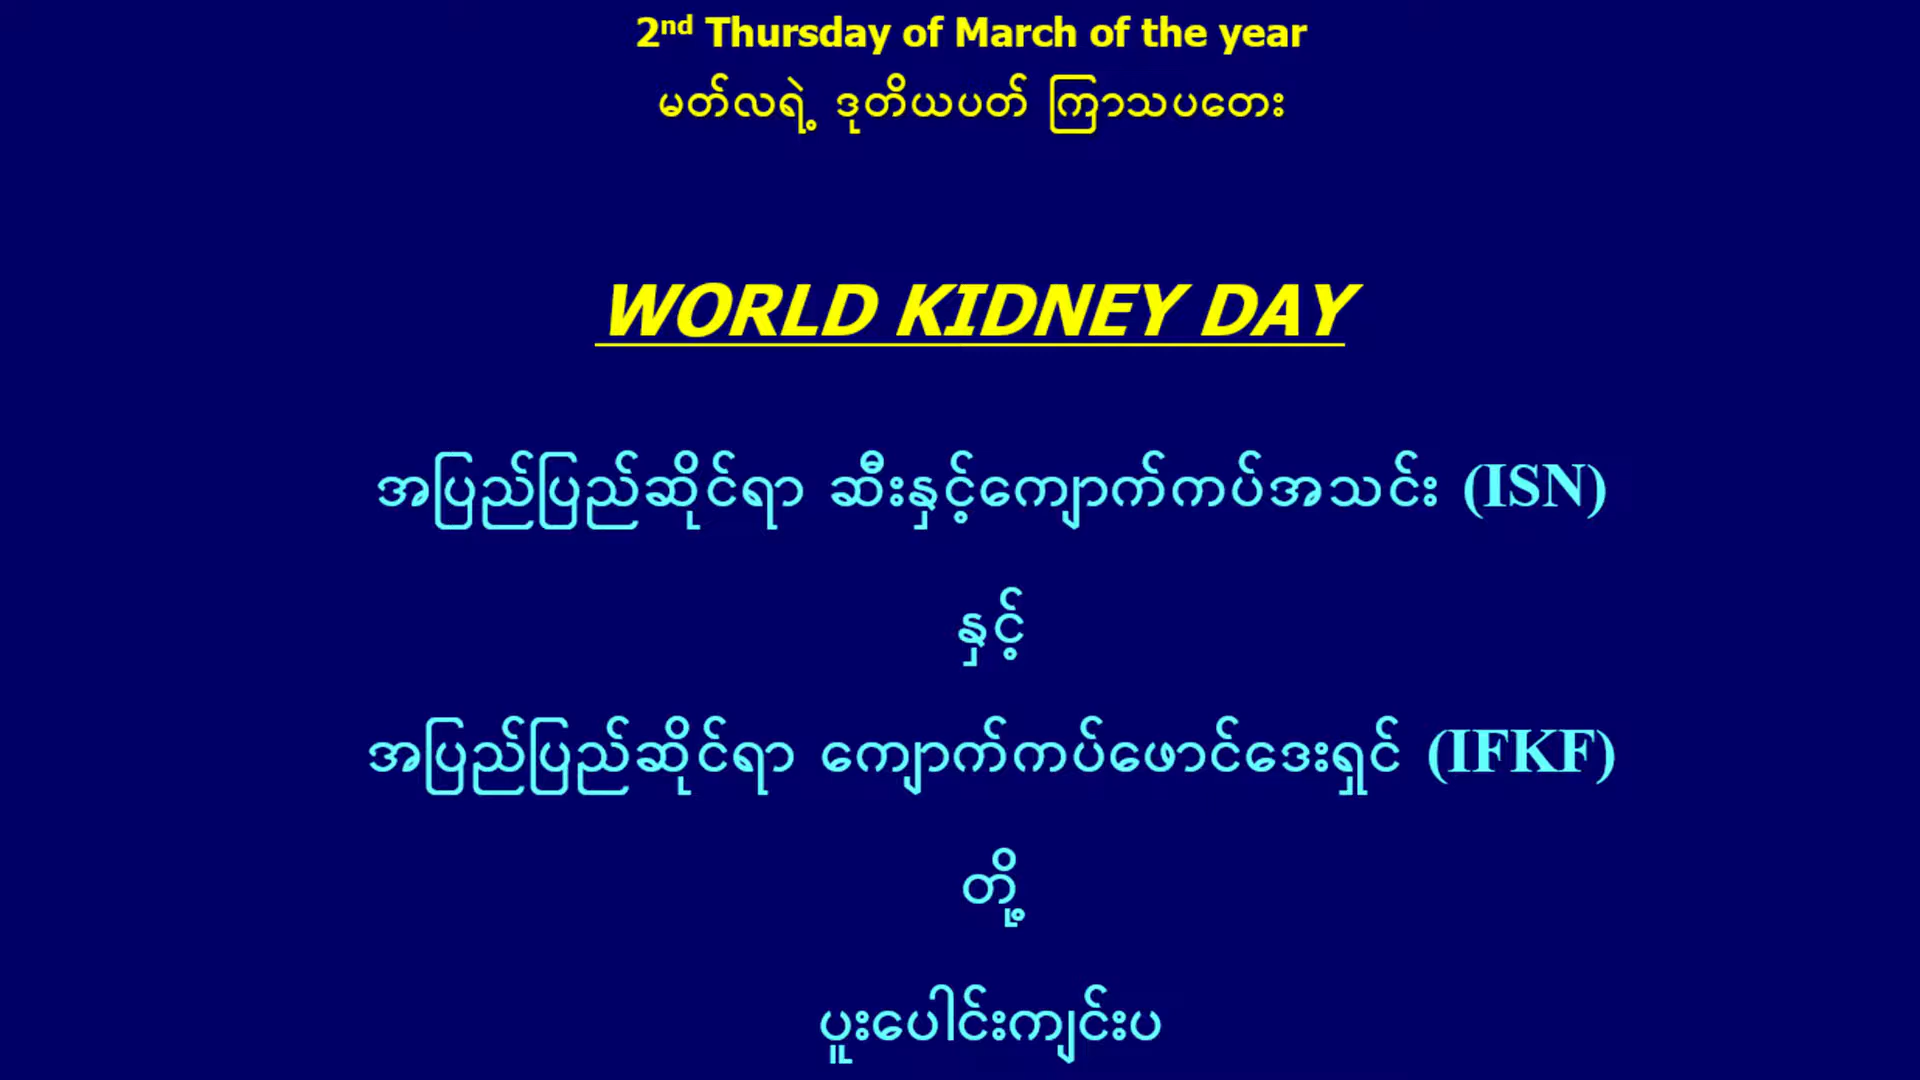 2nd Thursday of March of the year
မတ်လရဲ့ ဒုတိယပတ် ကြာသပတေး
WORLD KIDNEY DAY
အပြည်ပြည်ဆိုင်ရာ ဆီးနှင့်ကျောက်ကပ်အသင်း (ISN)
နှင့်
အပြည်ပြည်ဆိုင်ရာ ကျောက်ကပ်ဖောင်ဒေးရှင် (IFKF)
တို့
ပူးပေါင်းကျင်းပ